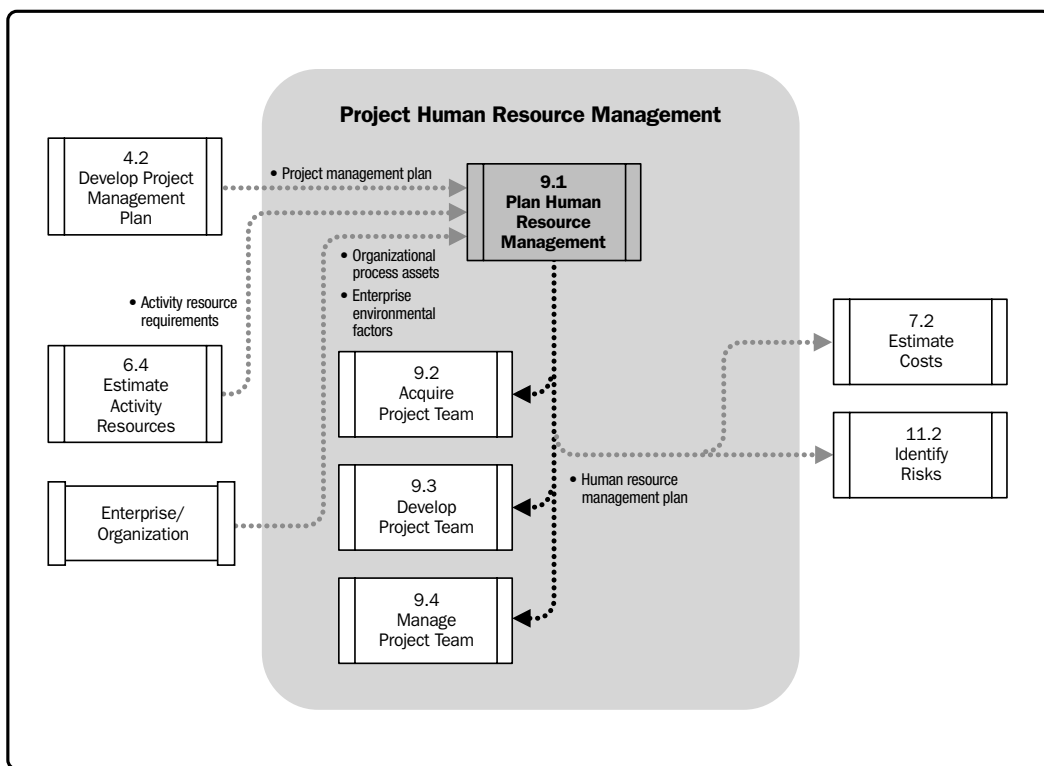 Project Human Resource Management
4.2
Develop Project
Management
Plan
• Project management plan
9.1
Plan Human
Resource
Management
• Organizational
process assets
• Enterprise
environmental
factors
• Activity resource
requirements
6.4
Estimate
Activity
Resources
Enterprise/
Organization
9.2
Acquire
Project Team
9.3
Develop
Project Team
9.4
Manage
Project Team
• Human resource
management plan
7.2
Estimate
Costs
11.2
Identify
Risks